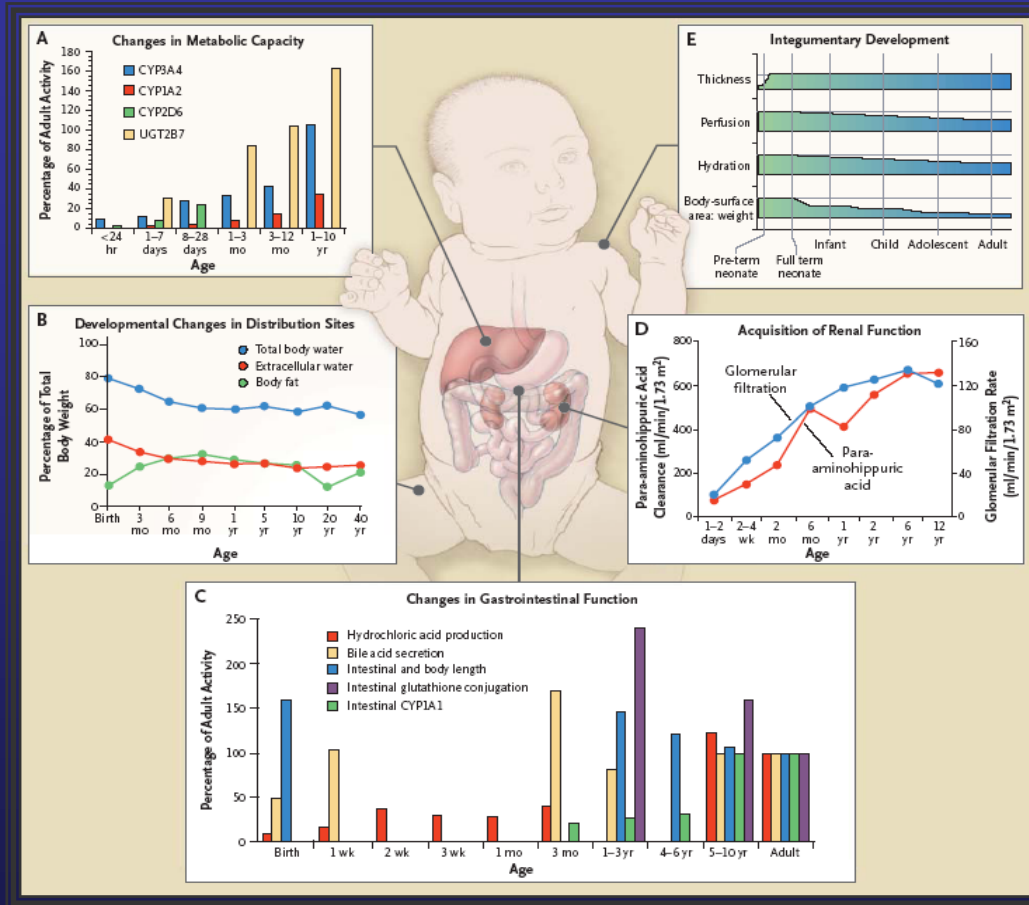 A
Changes in Metabolic Capacity
Percentage of Adult Activity
180
160
140
120
100
80
60
40
20
0
CYP3A4
CYP1A2
CYP2D6
UGT2B7
<24 hr
1–7 days
8–28 days
1–3 mo
3–12 mo
1–10 yr
Age
E
Integumentary Development
Thickness
Perfusion
Hydration
Body-surface
area: weight
Infant Child Adolescent Adult
Pre-term
neonate
Full term
neonate
B
Developmental Changes in Distribution Sites
Percentage of Total
Body Weight
100
80
60
40
20
0
Total body water
Extracellular water
Body fat
Birth
3 mo
6 mo
9 mo
1 yr
5 yr
10 yr
20 yr
40 yr
Age
D
Acquisition of Renal Function
Para-aminohippuric Acid
Clearance (ml/min/1.73 m²)
800
600
400
200
0
Glomerular
filtration
Para-
aminohippuric
acid
160
120
80
40
0
Glomerular Filtration Rate
(ml/min/1.73 m²)
1–2 days
2–4 wk
2 mo
6 mo
1 yr
2 yr
6 yr
12 yr
Age
C
Changes in Gastrointestinal Function
Percentage of Adult Activity
250
200
150
100
50
0
Hydrochloric acid production
Bile acid secretion
Intestinal and body length
Intestinal glutathione conjugation
Intestinal CYP1A1
Birth 1 wk 2 wk 3 wk 1 mo 3 mo 1–3 yr 4–6 yr 5–10 yr Adult
Age